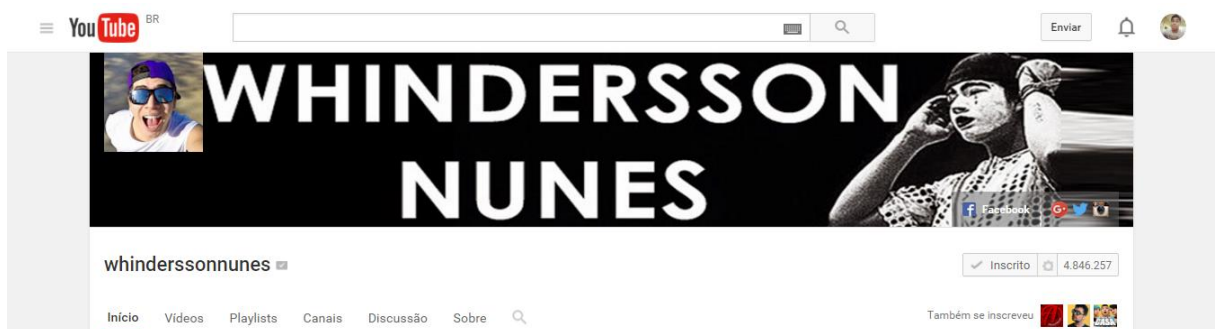 YouTube BR
Enviar
WHINDERSSON
NUNES
Facebook
whinderssonnunes
Inscrito 4.846.257
Início Vídeos Playlists Canais Discussão Sobre
Também se inscreveu